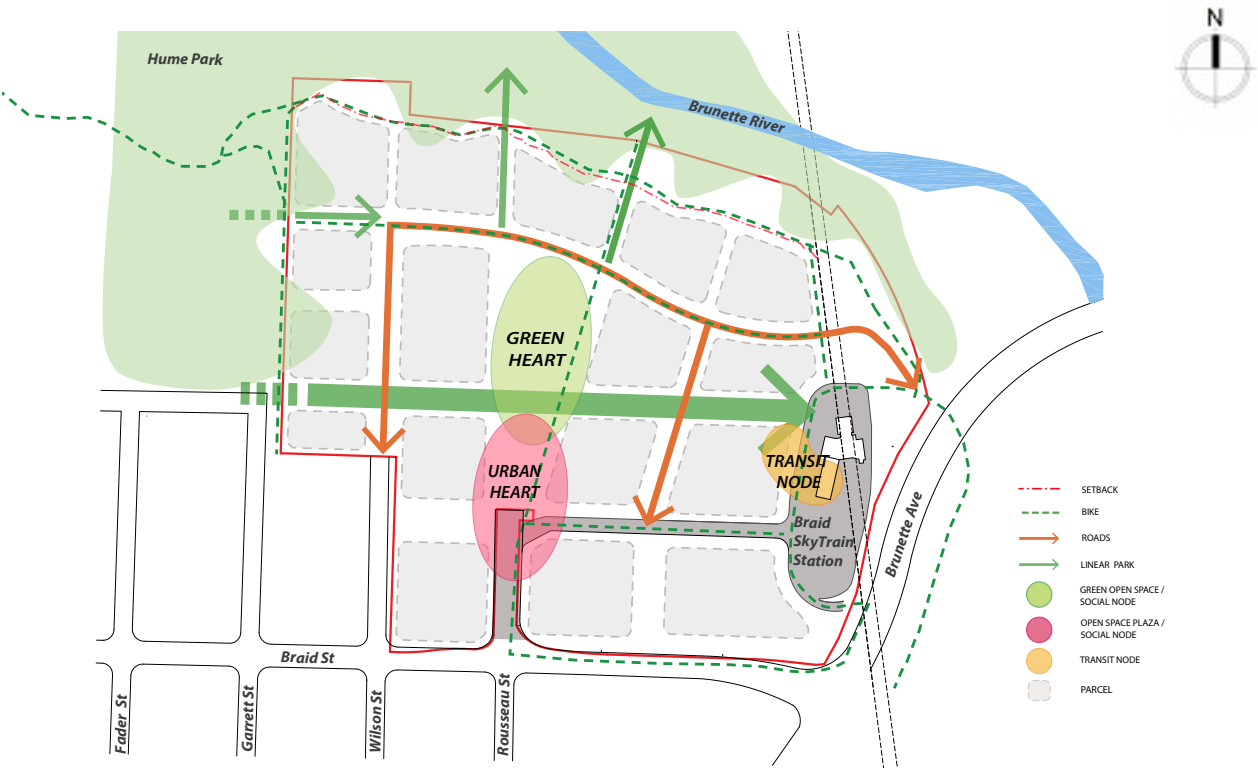 N
Hume Park
Brunette River
GREEN
HEART
URBAN
HEART
TRANSIT
NODE
Braid
SkyTrain
Station
Brunette Ave
Braid St
Fader St
Garrett St
Wilson St
Rousseau St
SETBACK
BIKE
ROADS
LINEAR PARK
GREEN OPEN SPACE /
SOCIAL NODE
OPEN SPACE PLAZA /
SOCIAL NODE
TRANSIT NODE
PARCEL